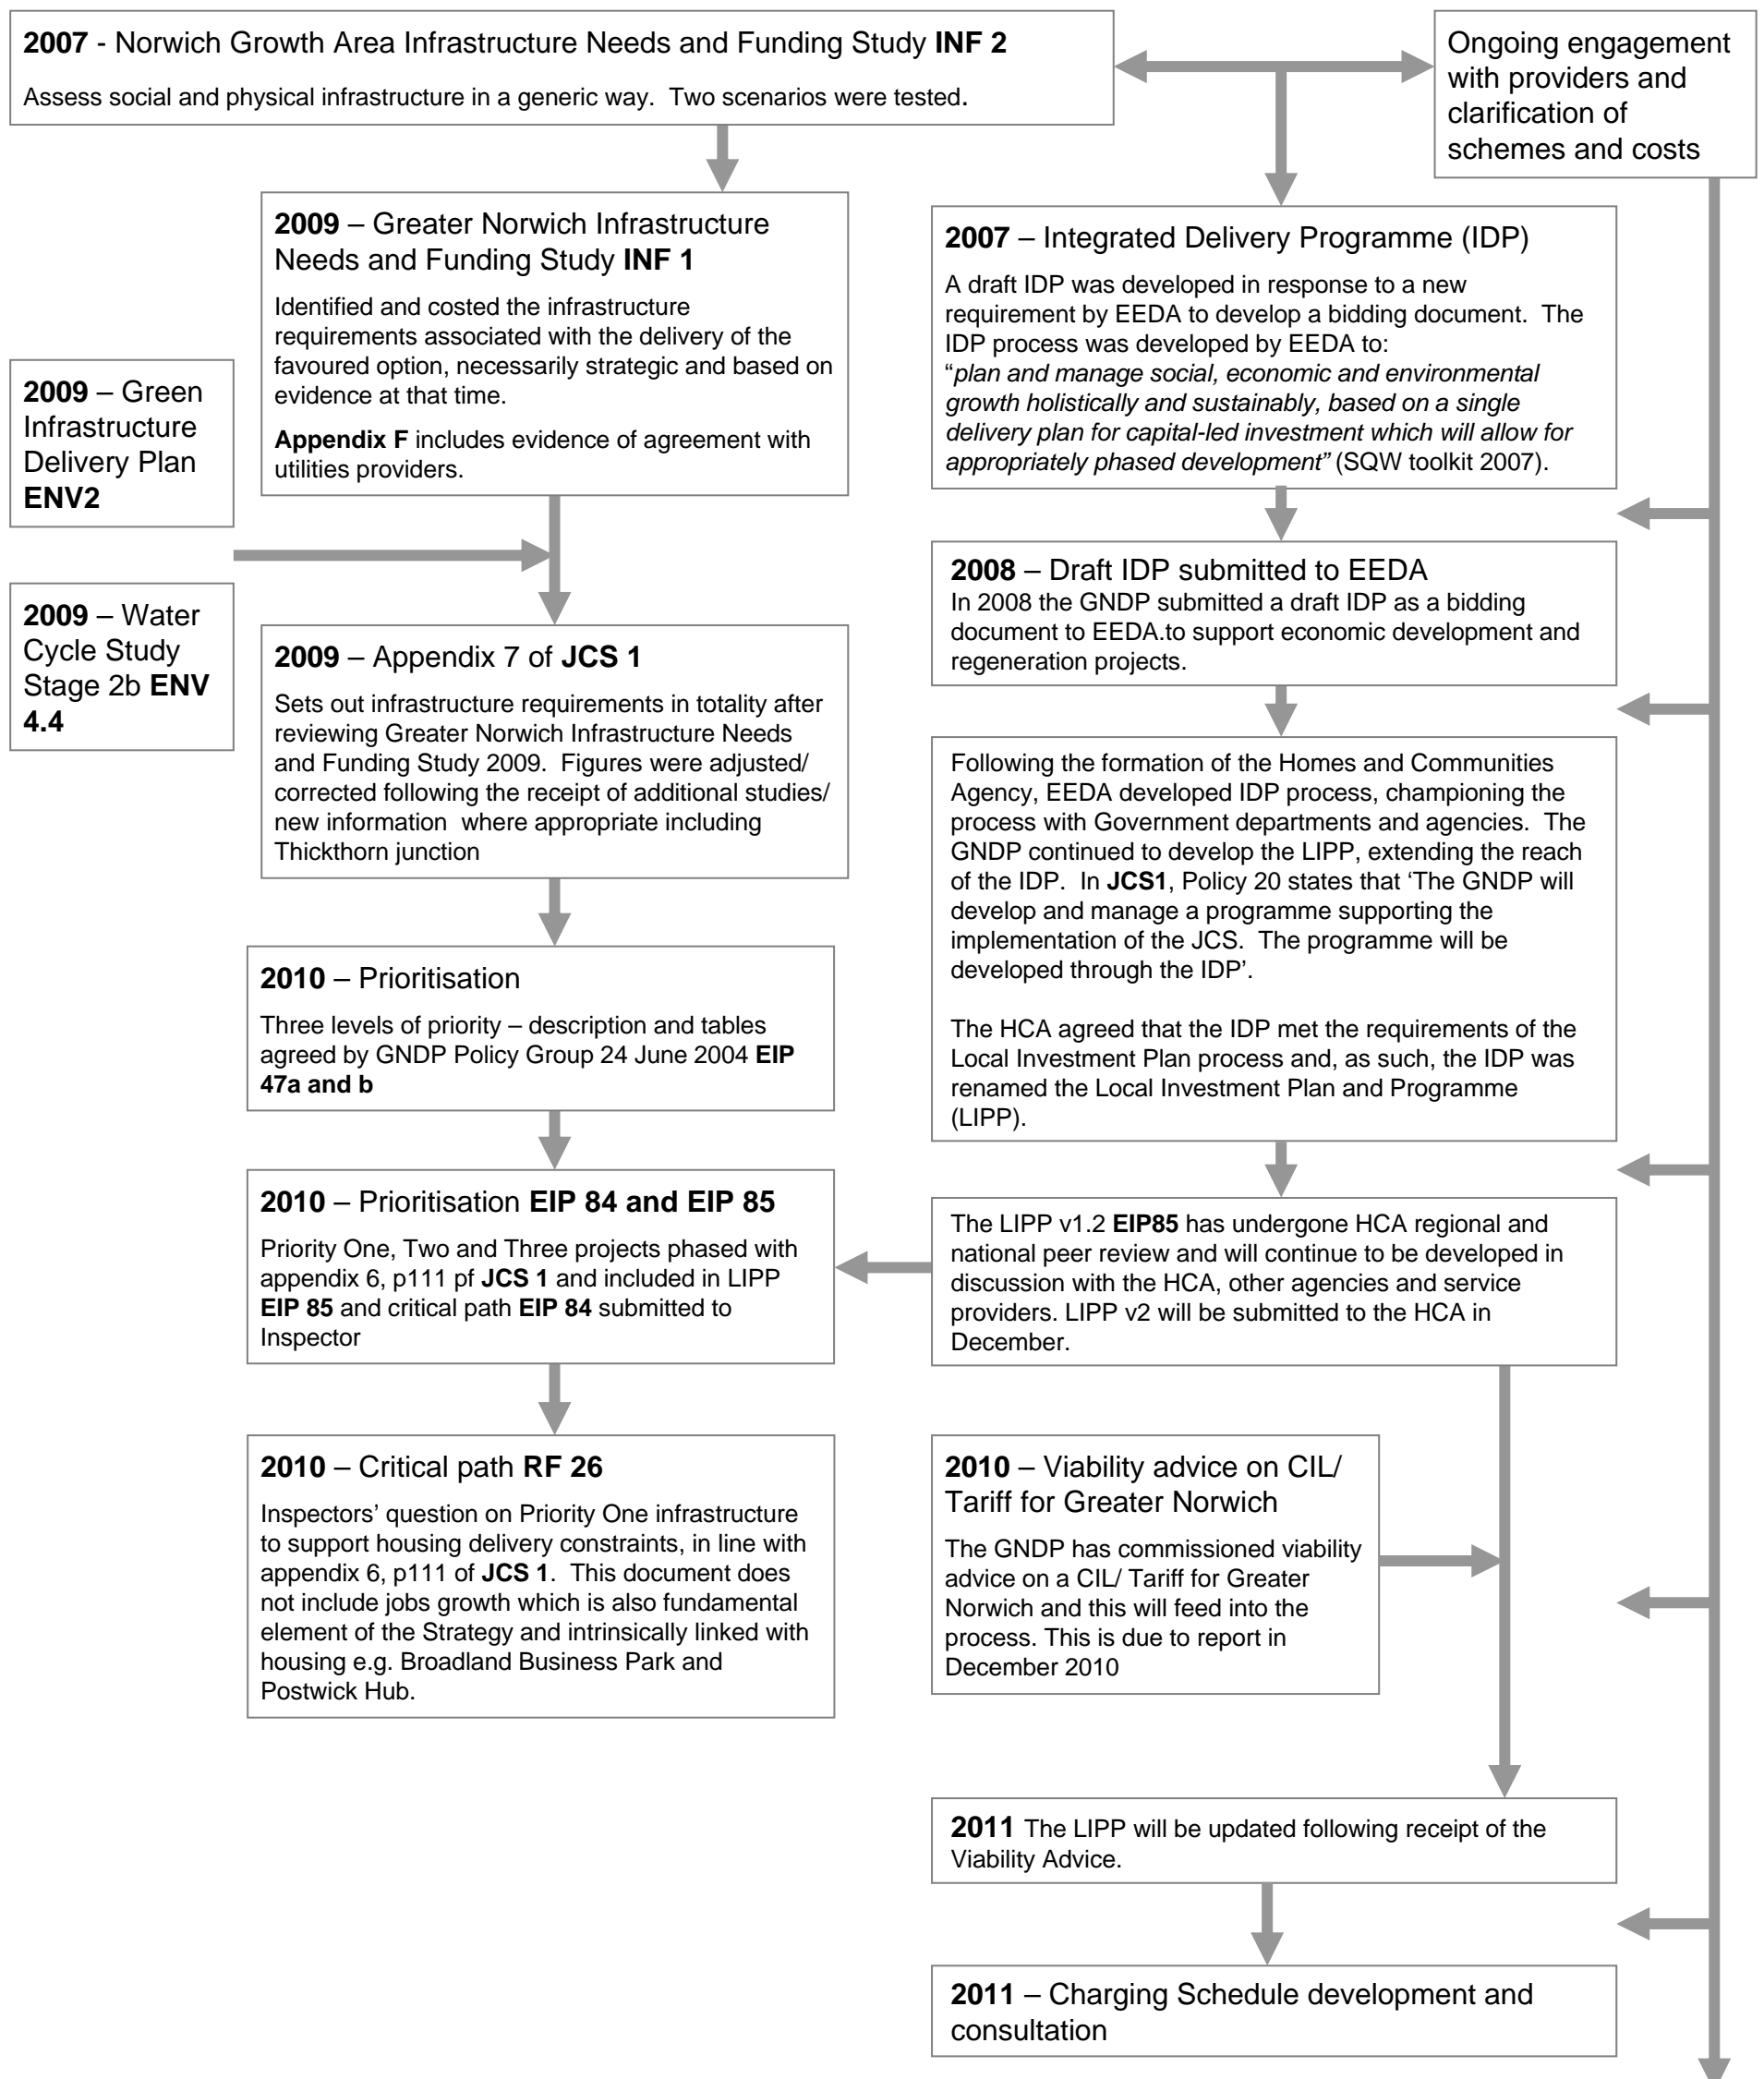 2007 - Norwich Growth Area Infrastructure Needs and Funding Study INF 2
Assess social and physical infrastructure in a generic way.  Two scenarios were tested.
Ongoing engagement
with providers and
clarification of
schemes and costs
2009 – Greater Norwich Infrastructure
Needs and Funding Study INF 1
Identified and costed the infrastructure
requirements associated with the delivery of the
favoured option, necessarily strategic and based on
evidence at that time.
Appendix F includes evidence of agreement with
utilities providers.
2007 – Integrated Delivery Programme (IDP)
A draft IDP was developed in response to a new
requirement by EEDA to develop a bidding document.  The
IDP process was developed by EEDA to:
“plan and manage social, economic and environmental
growth holistically and sustainably, based on a single
delivery plan for capital-led investment which will allow for
appropriately phased development” (SQW toolkit 2007).
2009 – Green
Infrastructure
Delivery Plan
ENV2
2009 – Water
Cycle Study
Stage 2b ENV
4.4
2008 – Draft IDP submitted to EEDA
In 2008 the GNDP submitted a draft IDP as a bidding
document to EEDA.to support economic development and
regeneration projects.
2009 – Appendix 7 of JCS 1
Sets out infrastructure requirements in totality after
reviewing Greater Norwich Infrastructure Needs
and Funding Study 2009.  Figures were adjusted/
corrected following the receipt of additional studies/
new information  where appropriate including
Thickthorn junction
Following the formation of the Homes and Communities
Agency, EEDA developed IDP process, championing the
process with Government departments and agencies.  The
GNDP continued to develop the LIPP, extending the reach
of the IDP.  In JCS1, Policy 20 states that ‘The GNDP will
develop and manage a programme supporting the
implementation of the JCS.  The programme will be
developed through the IDP’.
The HCA agreed that the IDP met the requirements of the
Local Investment Plan process and, as such, the IDP was
renamed the Local Investment Plan and Programme
(LIPP).
2010 – Prioritisation
Three levels of priority – description and tables
agreed by GNDP Policy Group 24 June 2004 EIP
47a and b
2010 – Prioritisation EIP 84 and EIP 85
Priority One, Two and Three projects phased with
appendix 6, p111 pf JCS 1 and included in LIPP
EIP 85 and critical path EIP 84 submitted to
Inspector
The LIPP v1.2 EIP85 has undergone HCA regional and
national peer review and will continue to be developed in
discussion with the HCA, other agencies and service
providers. LIPP v2 will be submitted to the HCA in
December.
2010 – Critical path RF 26
Inspectors’ question on Priority One infrastructure
to support housing delivery constraints, in line with
appendix 6, p111 of JCS 1.  This document does
not include jobs growth which is also fundamental
element of the Strategy and intrinsically linked with
housing e.g. Broadland Business Park and
Postwick Hub.
2010 – Viability advice on CIL/
Tariff for Greater Norwich
The GNDP has commissioned viability
advice on a CIL/ Tariff for Greater
Norwich and this will feed into the
process. This is due to report in
December 2010
2011 The LIPP will be updated following receipt of the
Viability Advice.
2011 – Charging Schedule development and
consultation